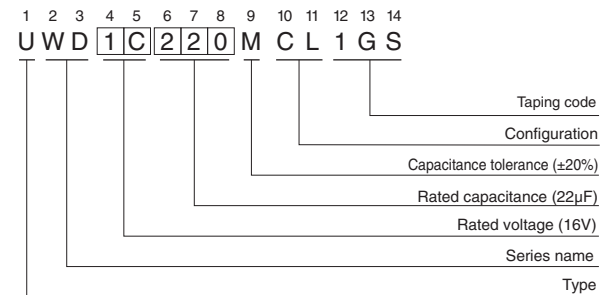 1 2 3 4 5 6 7 8 9 10 11 12 13 14
U W D 1 C 2 2 0 M C L 1 G S
Taping code
Configuration
Capacitance tolerance (±20%)
Rated capacitance (22µF)
Rated voltage (16V)
Series name
Type